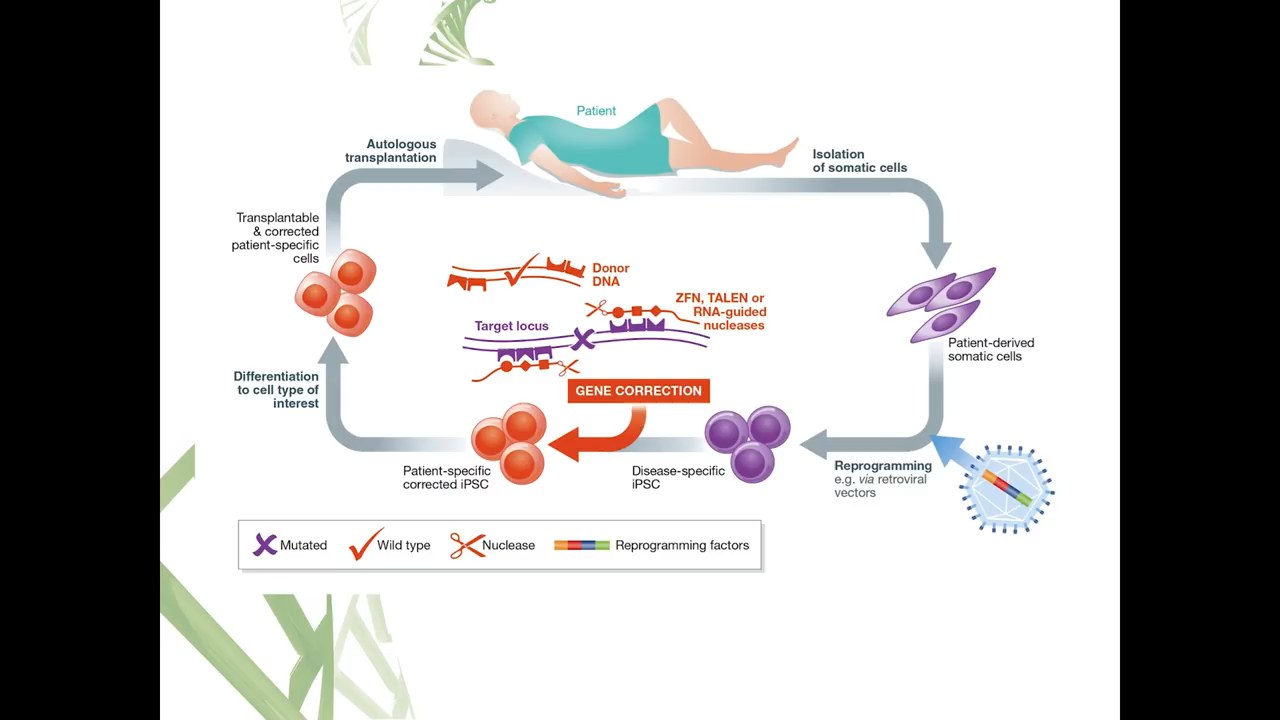 Patient
Autologous
transplantation
Isolation
of somatic cells
Transplantable
& corrected
patient-specific
cells
Donor
DNA
ZFN, TALEN or
RNA-guided
nucleases
Target locus
Patient-derived
somatic cells
Differentiation
to cell type of
interest
GENE CORRECTION
Patient-specific
corrected iPSC
Disease-specific
iPSC
Reprogramming
e.g. via retroviral
vectors
Mutated
Wild type
Nuclease
Reprogramming factors